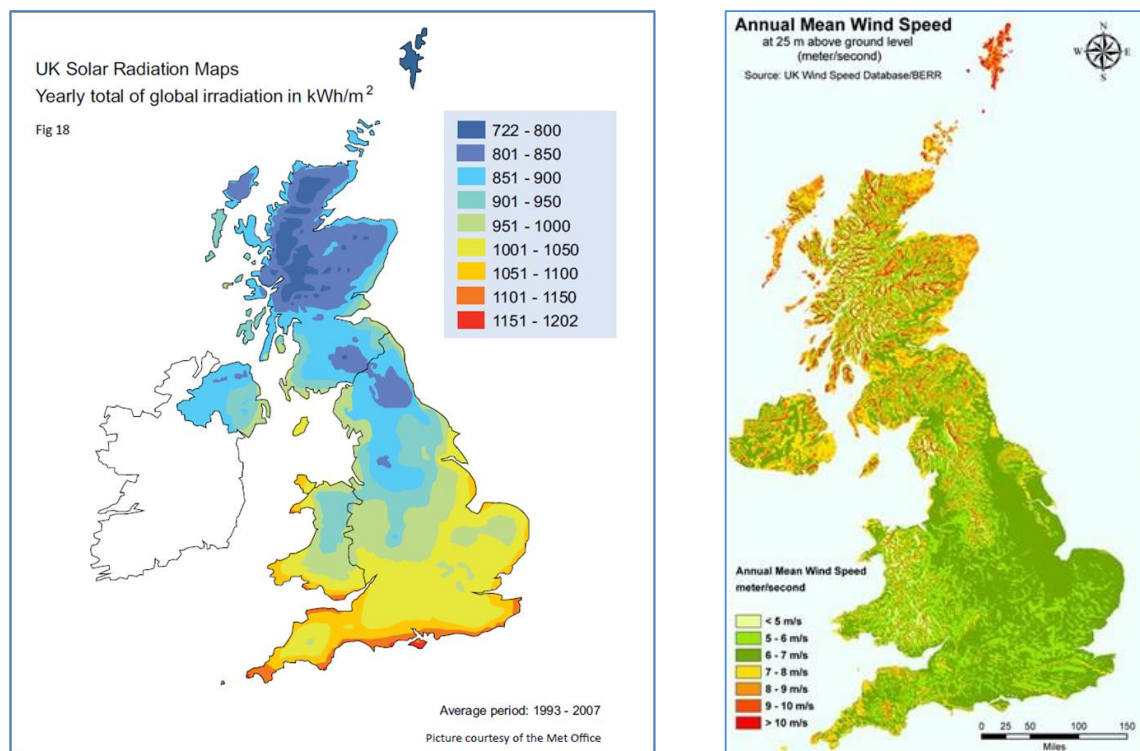 UK Solar Radiation Maps
Yearly total of global irradiation in kWh/m²
Fig 18
722 - 800
801 - 850
851 - 900
901 - 950
951 - 1000
1001 - 1050
1051 - 1100
1101 - 1150
1151 - 1202
Average period: 1993 - 2007
Picture courtesy of the Met Office
Annual Mean Wind Speed
at 25 m above ground level
(meter/second)
Source: UK Wind Speed Database/BERR
N
W E
S
Annual Mean Wind Speed
meter/second
< 5 m/s
5 - 6 m/s
6 - 7 m/s
7 - 8 m/s
8 - 9 m/s
9 - 10 m/s
> 10 m/s
0 25 50 100 150
Miles